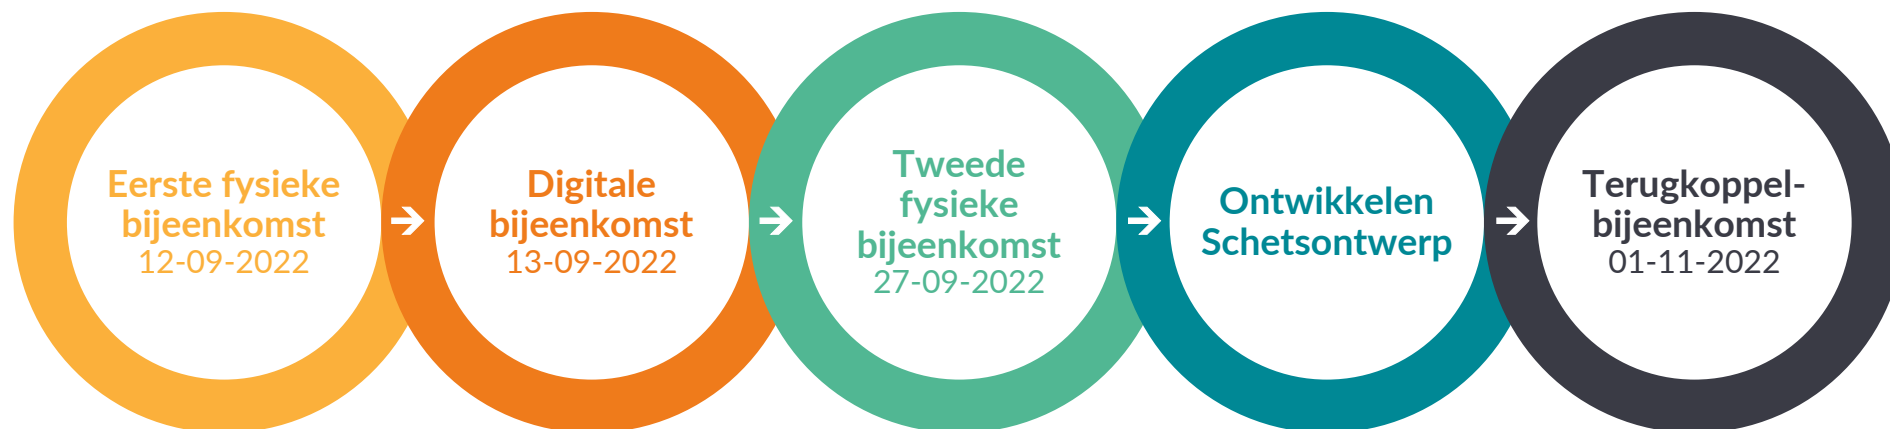 Eerste fysieke
bijeenkomst
12-09-2022
Digitale
bijeenkomst
13-09-2022
Tweede
fysieke
bijeenkomst
27-09-2022
Ontwikkelen
Schetsontwerp
Terugkoppel-
bijeenkomst
01-11-2022